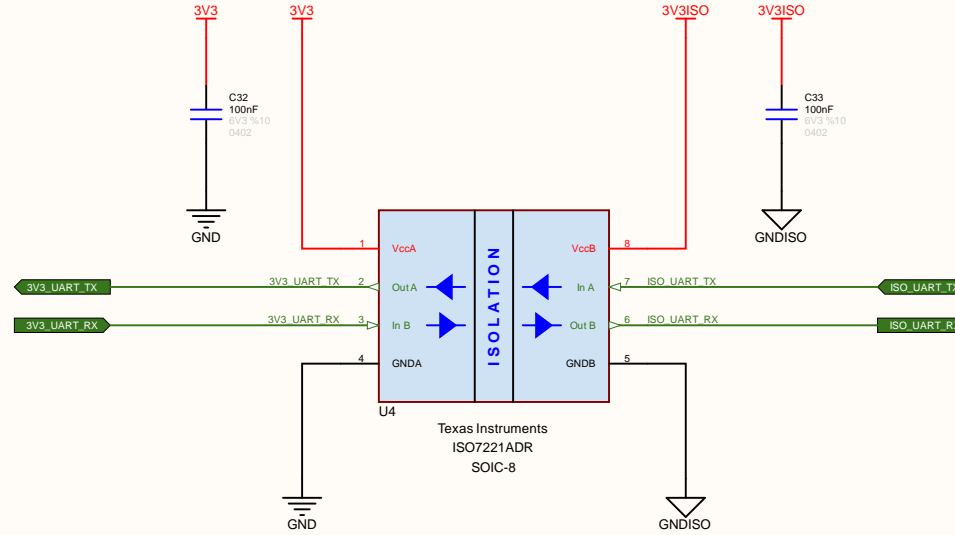 3V3
3V3
3V3ISO
3V3ISO
C32
100nF
6V3 %10
0402
C33
100nF
6V3 %10
0402
GND
GNDISO
1
VccA
VccB
8
3V3_UART_TX
3V3_UART_TX
2
Out A
In A
7
ISO_UART_TX
ISO_UART_TX
3V3_UART_RX
3V3_UART_RX
3
In B
Out B
6
ISO_UART_RX
ISO_UART_RX
ISOLATION
4
GNDA
GNDB
5
U4
Texas Instruments
ISO7221ADR
SOIC-8
GND
GNDISO